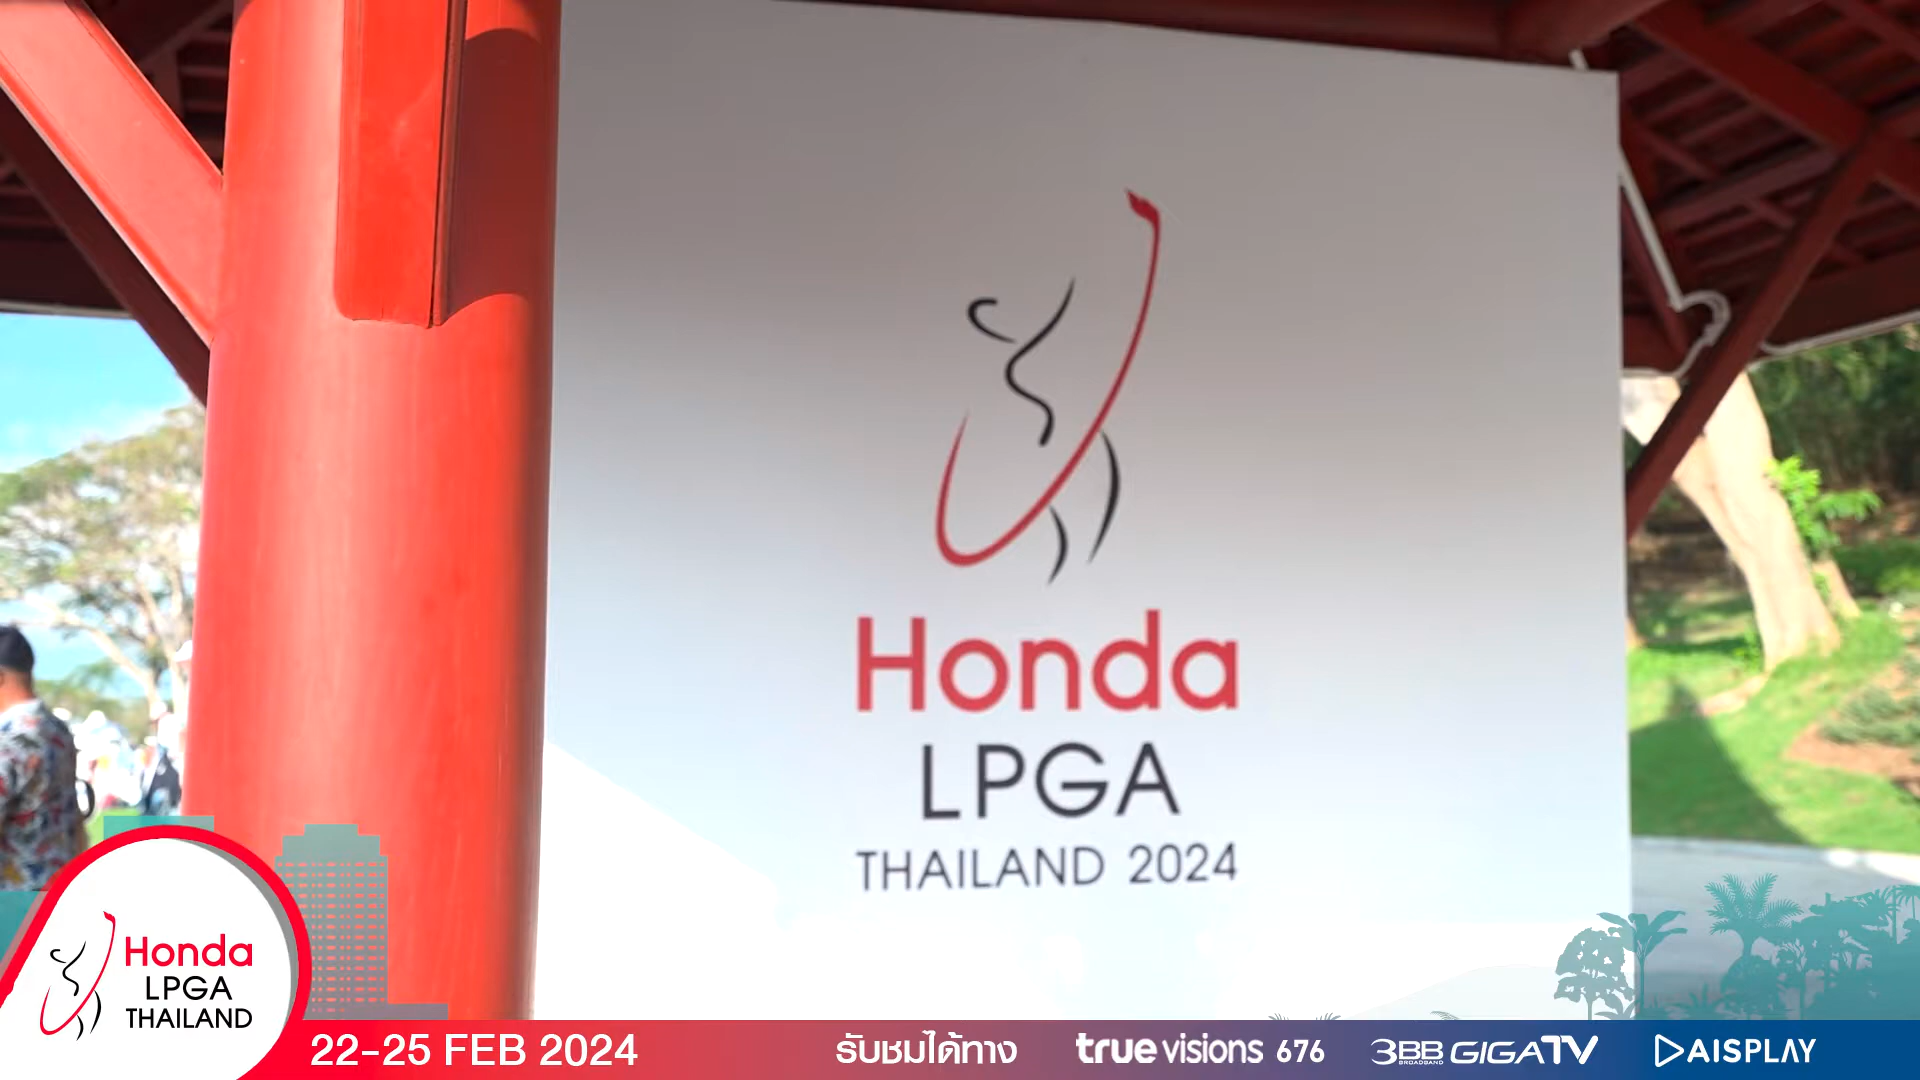 Honda
LPGA
THAILAND 2024
Honda
LPGA
THAILAND
22-25 FEB 2024
รับชมได้ทาง
truevisions 676
3BB GIGATV
BROADBAND
AISPLAY